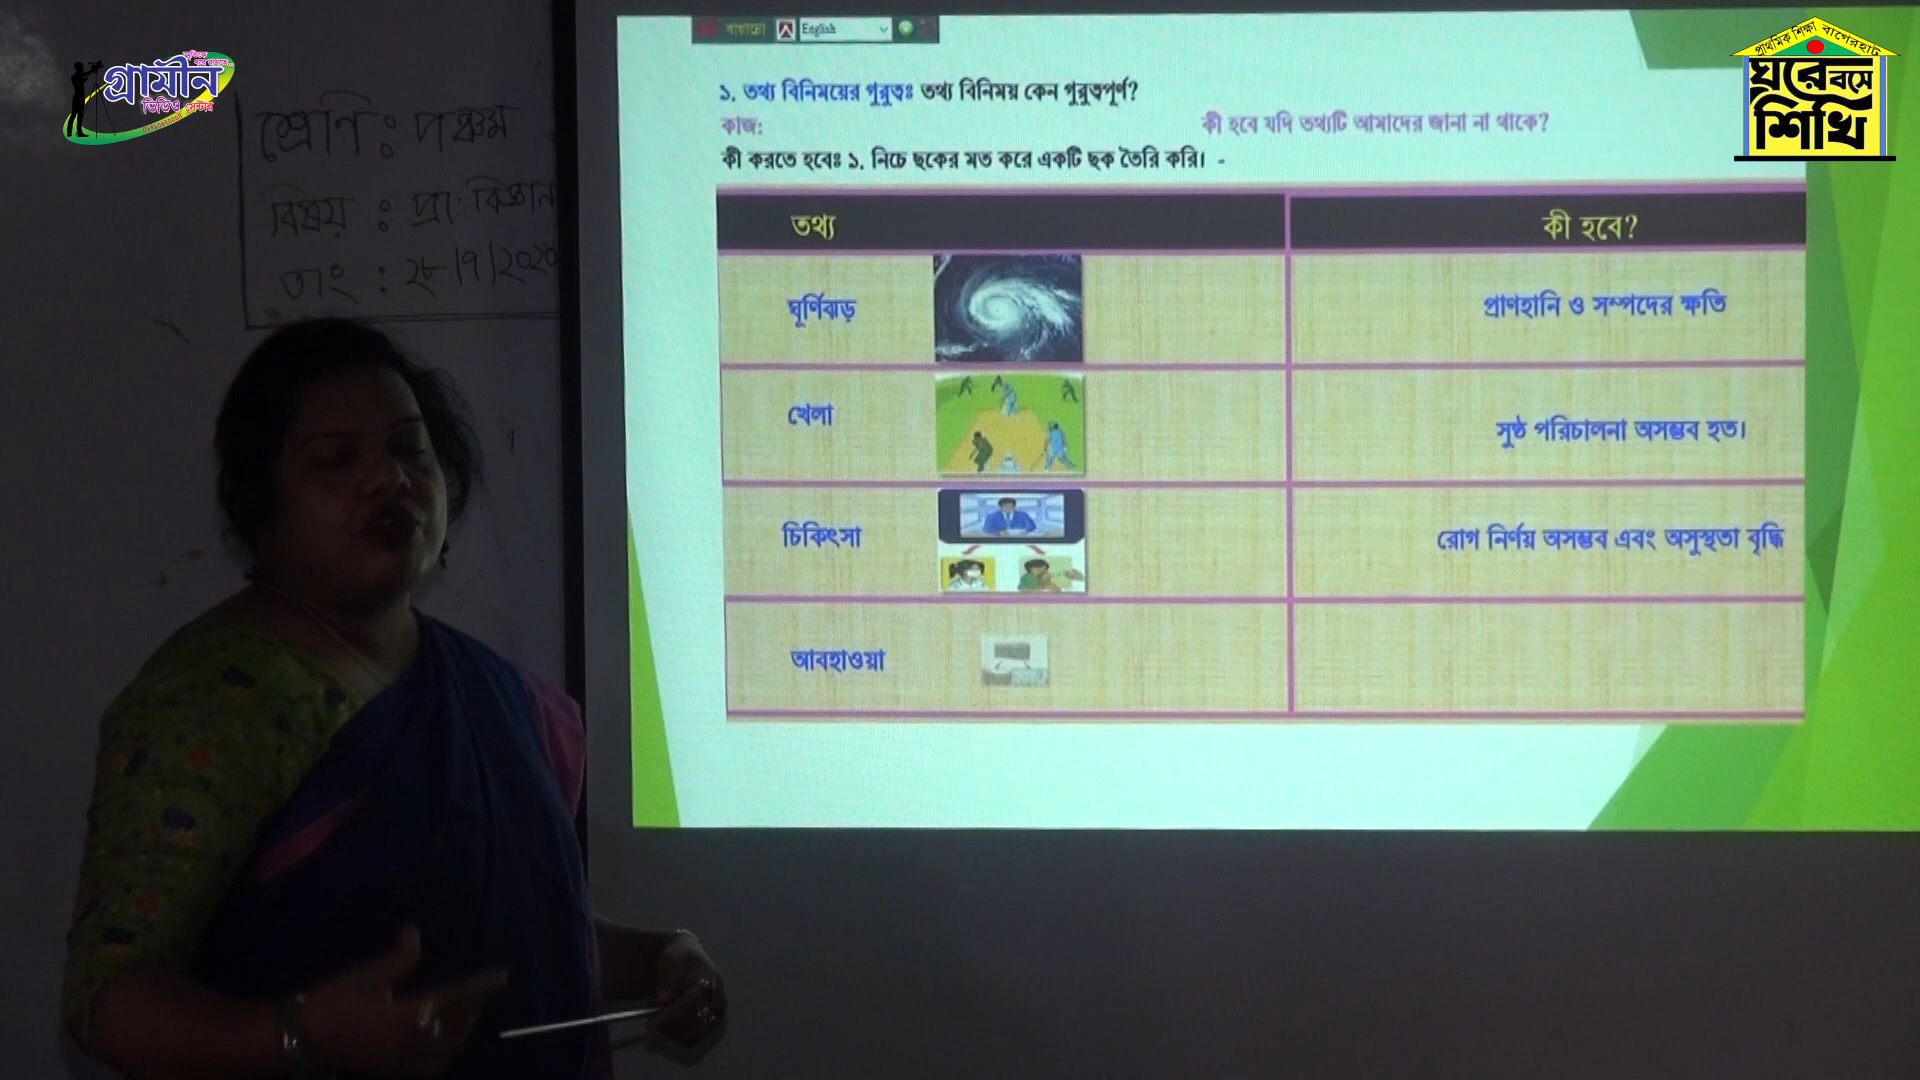 গ্রামীন
ভিডিও সেন্টার
শ্রেনি : পঞ্চম
বিষয় : প্রা: বিজ্ঞান
তাং : ২৮/৭/২০২০
বায়ান্নো English
১. তথ্য বিনিময়ের গুরুত্বঃ তথ্য বিনিময় কেন গুরুত্বপূর্ণ?
কাজ: কী হবে যদি তথ্যটি আমাদের জানা না থাকে?
কী করতে হবেঃ ১. নিচে ছকের মত করে একটি ছক তৈরি করি। -
তথ্য কী হবে?
ঘূর্ণিঝড় প্রাণহানি ও সম্পদের ক্ষতি
খেলা সুষ্ঠ পরিচালনা অসম্ভব হত।
চিকিৎসা রোগ নির্ণয় অসম্ভব এবং অসুস্থতা বৃদ্ধি
আবহাওয়া
প্রাথমিক শিক্ষা বাগেরহাট
ঘরে বসে
শিখি